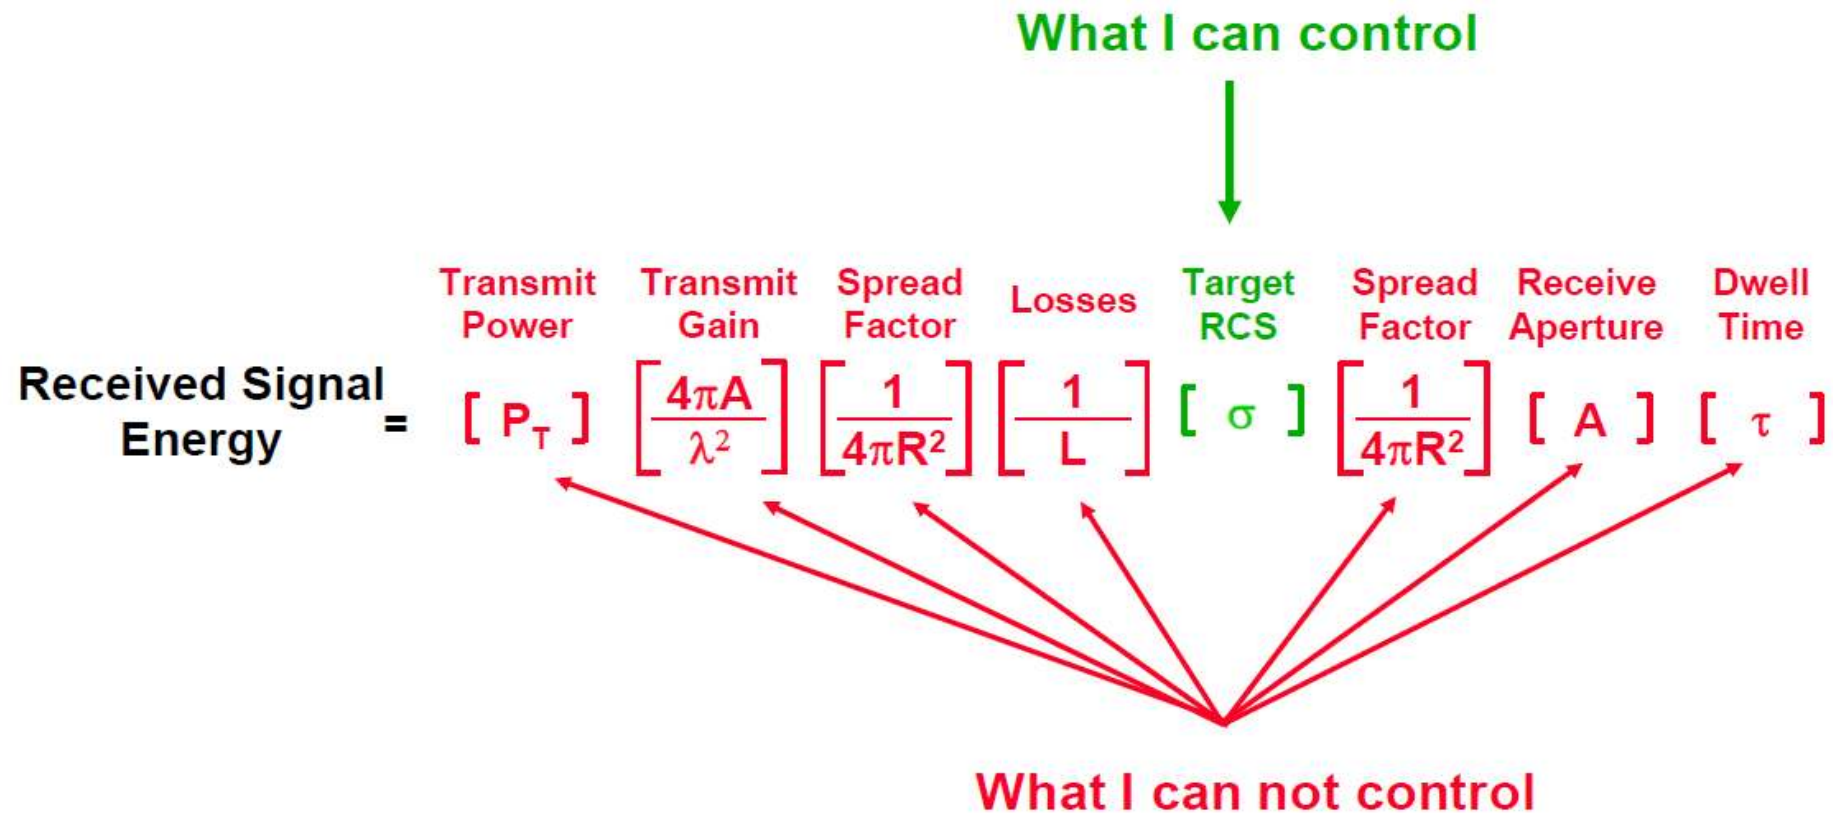 What I can control
Transmit Power
Transmit Gain
Spread Factor
Losses
Target RCS
Spread Factor
Receive Aperture
Dwell Time
Received Signal Energy = [ P_T ] [ 4πA / λ² ] [ 1 / 4πR² ] [ 1 / L ] [ σ ] [ 1 / 4πR² ] [ A ] [ τ ]
What I can not control